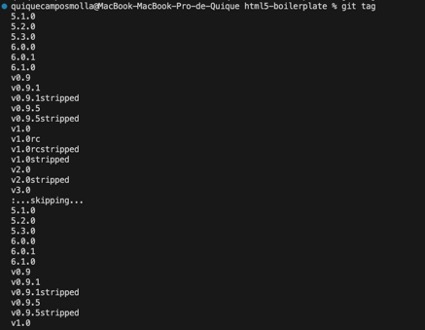 quiquecamposmolla@MacBook-MacBook-Pro-de-Quique html5-boilerplate % git tag
5.1.0
5.2.0
5.3.0
6.0.0
6.0.1
6.1.0
v0.9
v0.9.1
v0.9.1stripped
v0.9.5
v0.9.5stripped
v1.0
v1.0rc
v1.0rcstripped
v1.0stripped
v2.0
v2.0stripped
v3.0
:...skipping...
5.1.0
5.2.0
5.3.0
6.0.0
6.0.1
6.1.0
v0.9
v0.9.1
v0.9.1stripped
v0.9.5
v0.9.5stripped
v1.0